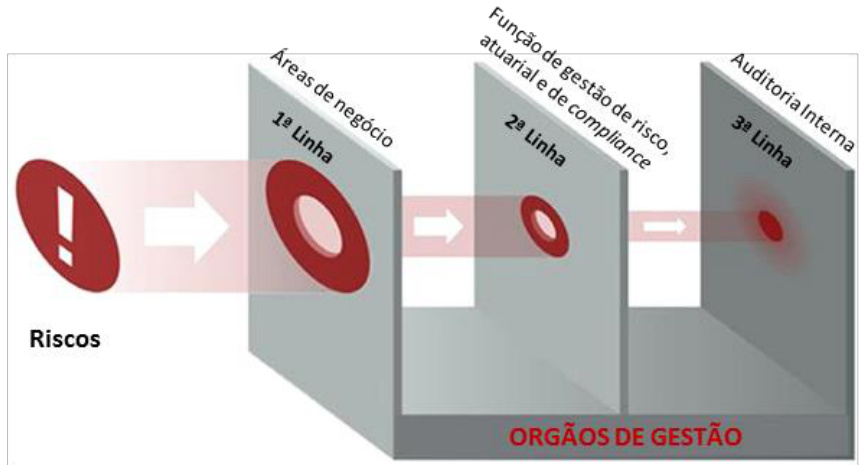 !
Riscos
Áreas de negócio
1ª Linha
Função de gestão de risco,
atuarial e de compliance
2ª Linha
Auditoria Interna
3ª Linha
ORGÃOS DE GESTÃO